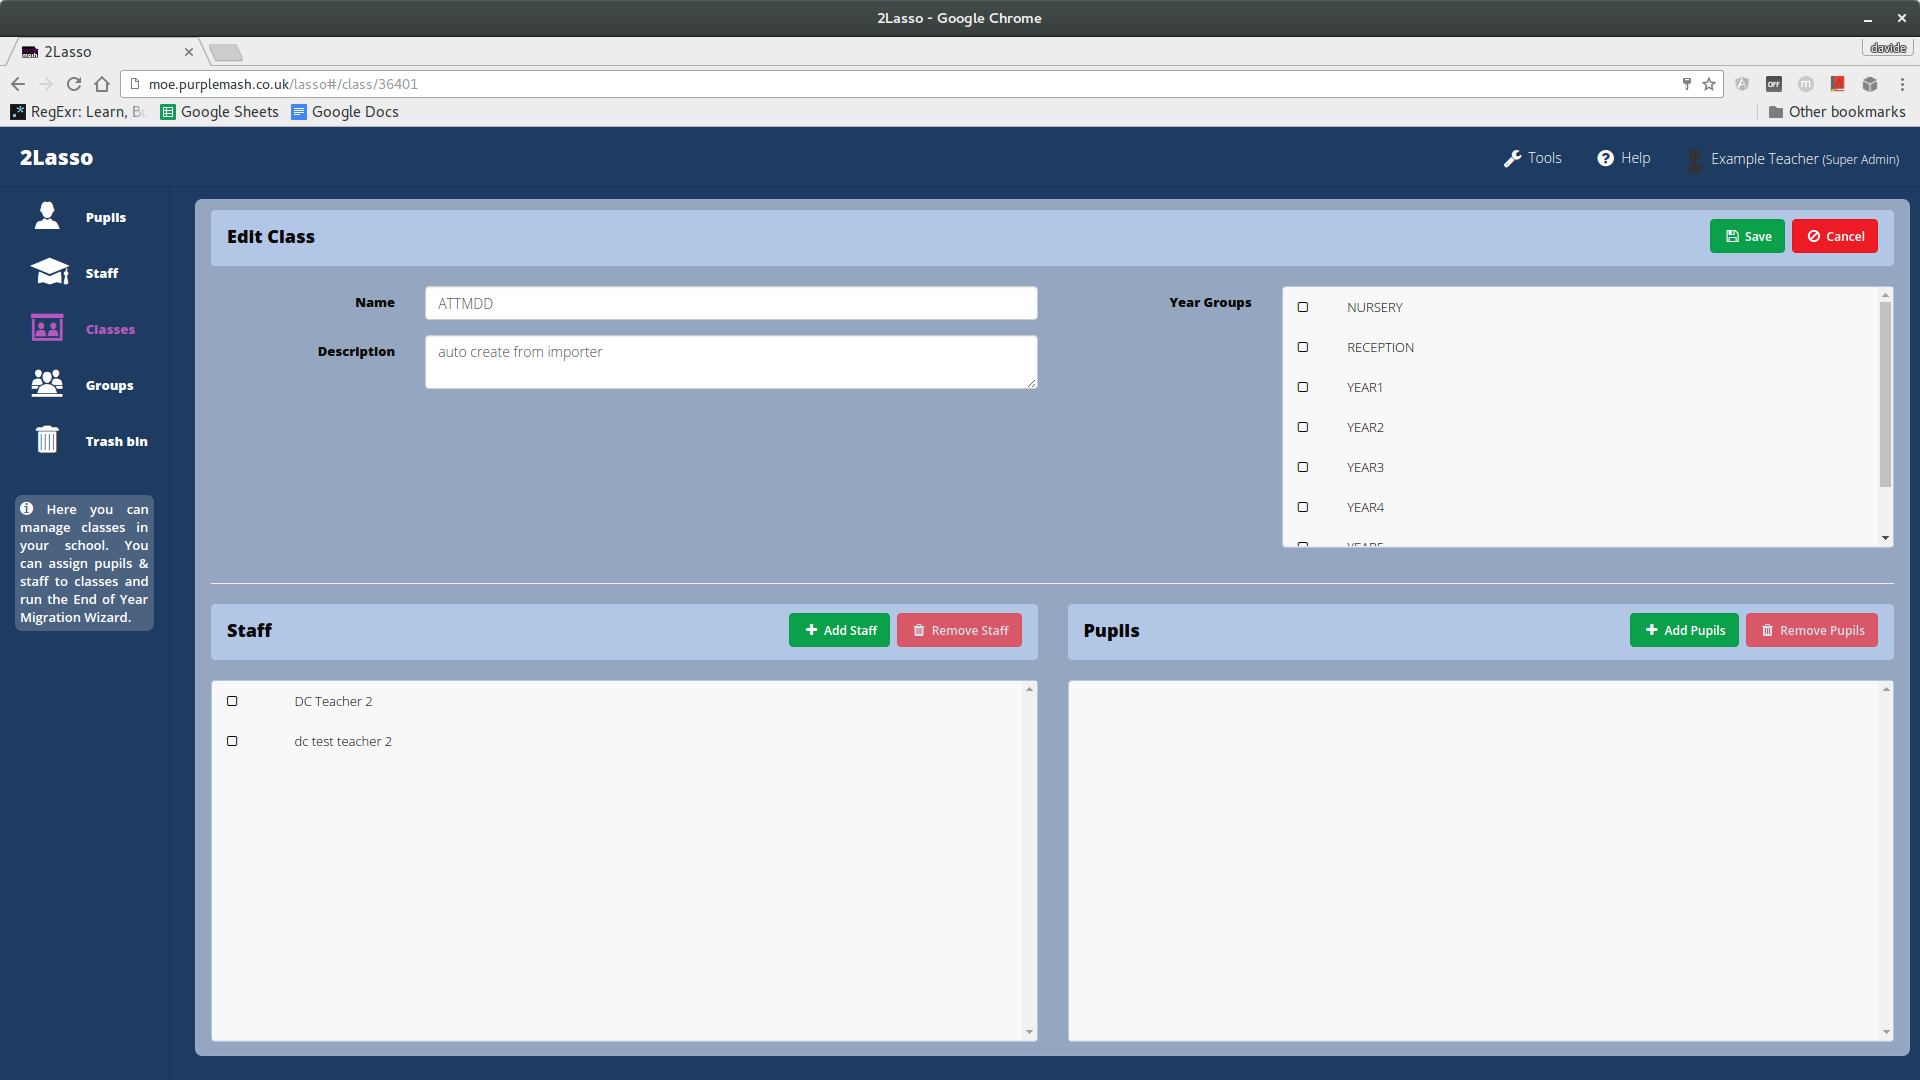 2Lasso - Google Chrome
2Lasso
davide
moe.purplemash.co.uk/lasso#/class/36401
OFF
RegExr: Learn, Bu
Google Sheets
Google Docs
Other bookmarks
2Lasso
Tools
Help
Example Teacher (Super Admin)
Pupils
Staff
Classes
Groups
Trash bin
Here you can
manage classes in
your school. You
can assign pupils &
staff to classes and
run the End of Year
Migration Wizard.
Edit Class
Save
Cancel
Name
ATTMDD
Description
auto create from importer
Year Groups
NURSERY
RECEPTION
YEAR1
YEAR2
YEAR3
YEAR4
YEAR5
Staff
Add Staff
Remove Staff
DC Teacher 2
dc test teacher 2
Pupils
Add Pupils
Remove Pupils